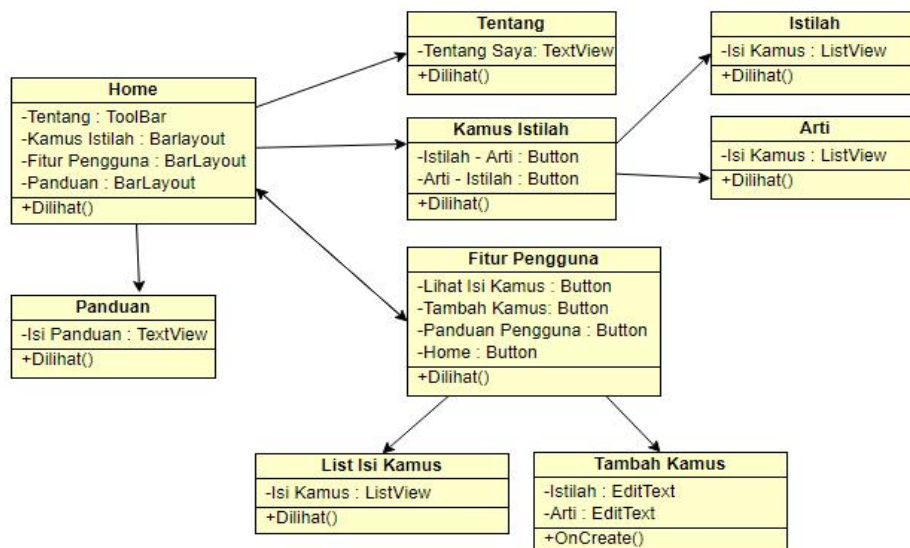 Tentang
-Tentang Saya: TextView
+Dilihat()
Istilah
-Isi Kamus : ListView
+Dilihat()
Home
-Tentang : ToolBar
-Kamus Istilah : Barlayout
-Fitur Pengguna : BarLayout
-Panduan : BarLayout
+Dilihat()
Kamus Istilah
-Istilah - Arti : Button
-Arti - Istilah : Button
+Dilihat()
Arti
-Isi Kamus : ListView
+Dilihat()
Fitur Pengguna
-Lihat Isi Kamus : Button
-Tambah Kamus: Button
-Panduan Pengguna : Button
-Home : Button
+Dilihat()
Panduan
-Isi Panduan : TextView
+Dilihat()
List Isi Kamus
-Isi Kamus : ListView
+Dilihat()
Tambah Kamus
-Istilah : EditText
-Arti : EditText
+OnCreate()